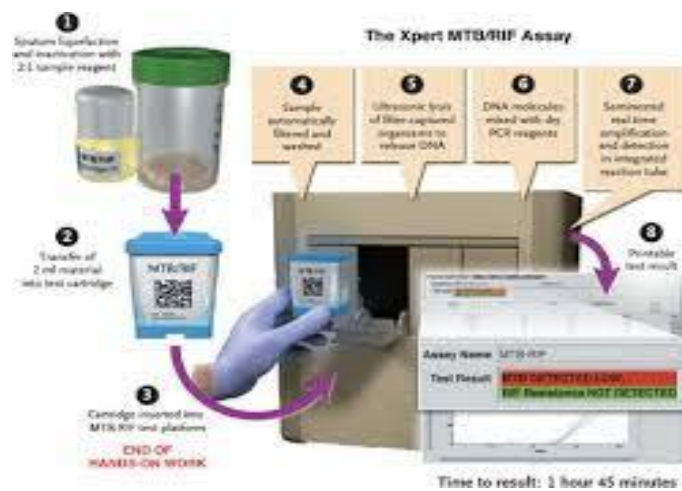 1
Sputum liquefaction
and inactivation with
2:1 sample reagent
The Xpert MTB/RIF Assay
4
Sample
automatically
filtered and
washed
5
Ultrasonic lysis
of filter-captured
organisms to
release DNA
6
DNA molecules
mixed with dry
PCR reagents
7
Seminested
real-time
amplification
and detection
in integrated
reaction tube
2
Transfer of
2 ml material
into test cartridge
MTB/RIF
8
Printable
test result
Assay Name MTB-RIF
Test Result MTB DETECTED LOW
RIF Resistance NOT DETECTED
3
Cartridge inserted into
MTB-RIF test platform
END OF
HANDS-ON WORK
Time to result: 1 hour 45 minutes